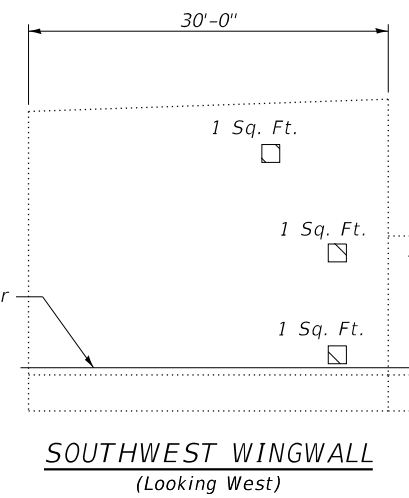 30'-0"
1 Sq. Ft.
1 Sq. Ft.
1 Sq. Ft.
r
SOUTHWEST WINGWALL
(Looking West)